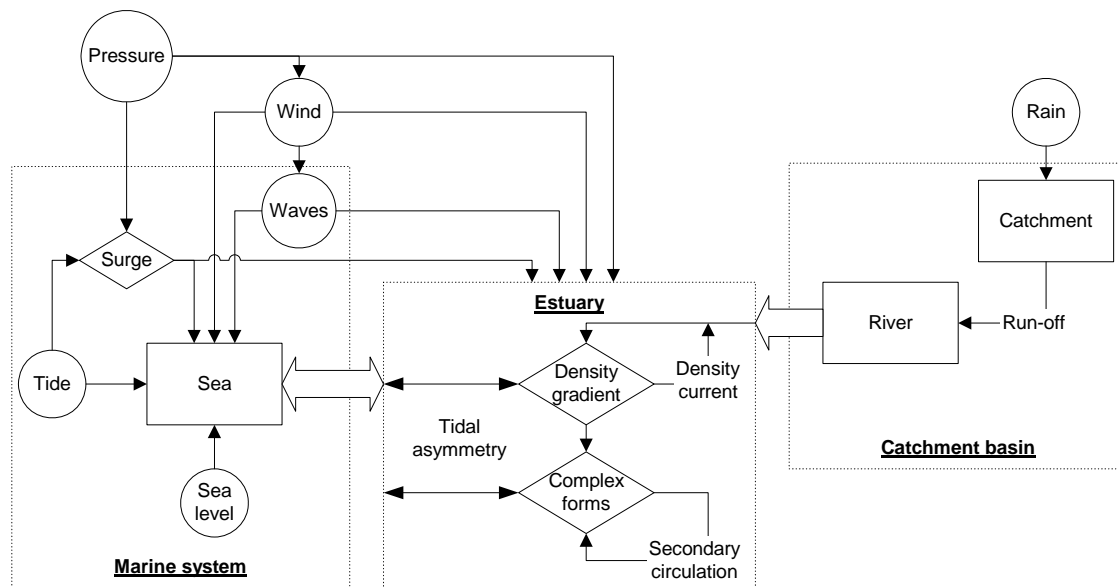 Pressure
Wind
Rain
Waves
Catchment
Surge
Estuary
River
Run-off
Tide
Sea
Density
gradient
Density
current
Tidal
asymmetry
Catchment basin
Sea
level
Complex
forms
Secondary
circulation
Marine system